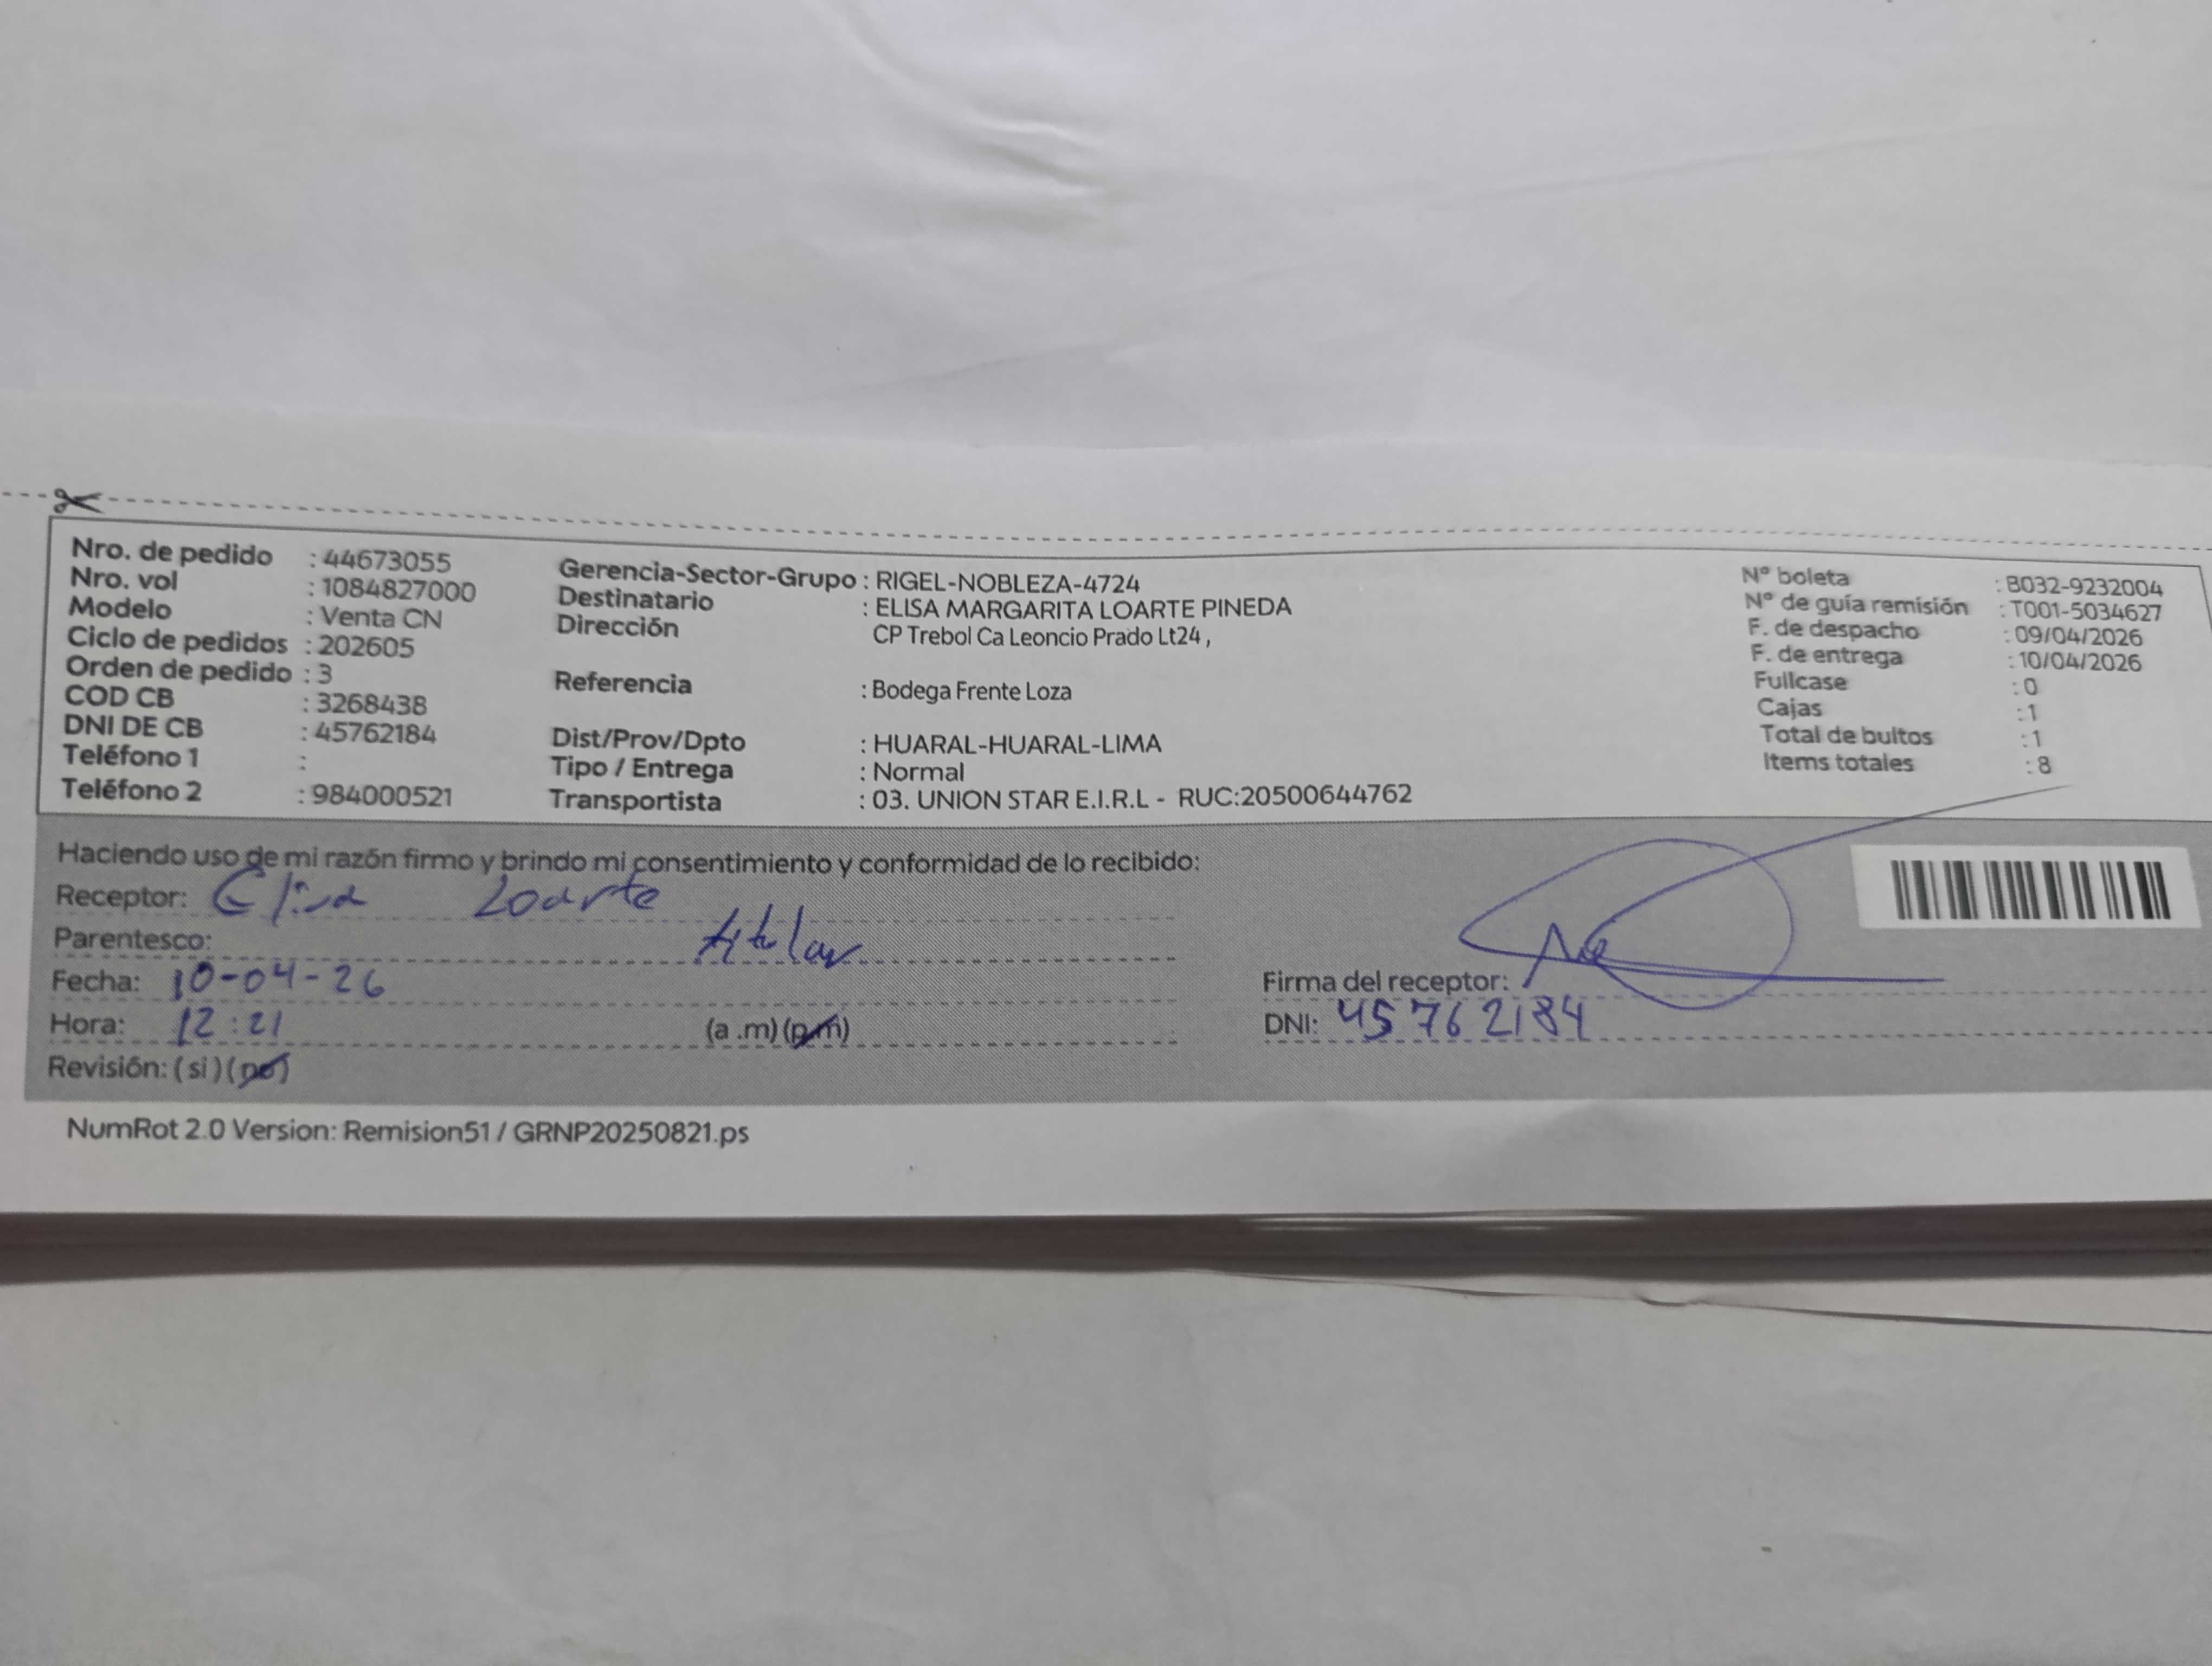 Nro. de pedido : 44673055
Nro. vol : 1084827000
Modelo : Venta CN
Ciclo de pedidos : 202605
Orden de pedido : 3
COD CB : 3268438
DNI DE CB : 45762184
Teléfono 1 :
Teléfono 2 : 984000521
Gerencia-Sector-Grupo : RIGEL-NOBLEZA-4724
Destinatario : ELISA MARGARITA LOARTE PINEDA
Dirección CP Trebol Ca Leoncio Prado Lt24 ,
Referencia : Bodega Frente Loza
Dist/Prov/Dpto : HUARAL-HUARAL-LIMA
Tipo / Entrega : Normal
Transportista : 03. UNION STAR E.I.R.L - RUC:20500644762
Nº boleta : B032-9232004
Nº de guía remisión : T001-5034627
F. de despacho : 09/04/2026
F. de entrega : 10/04/2026
Fullcase : 0
Cajas : 1
Total de bultos : 1
Items totales : 8
Haciendo uso de mi razón firmo y brindo mi consentimiento y conformidad de lo recibido:
Receptor: Elisa Loarte
Parentesco: titular
Fecha: 10-04-26
Hora: 12:21 (a .m) (p.m)
Revisión: (si) (no)
Firma del receptor:
DNI: 45762184
NumRot 2.0 Version: Remision51 / GRNP20250821.ps